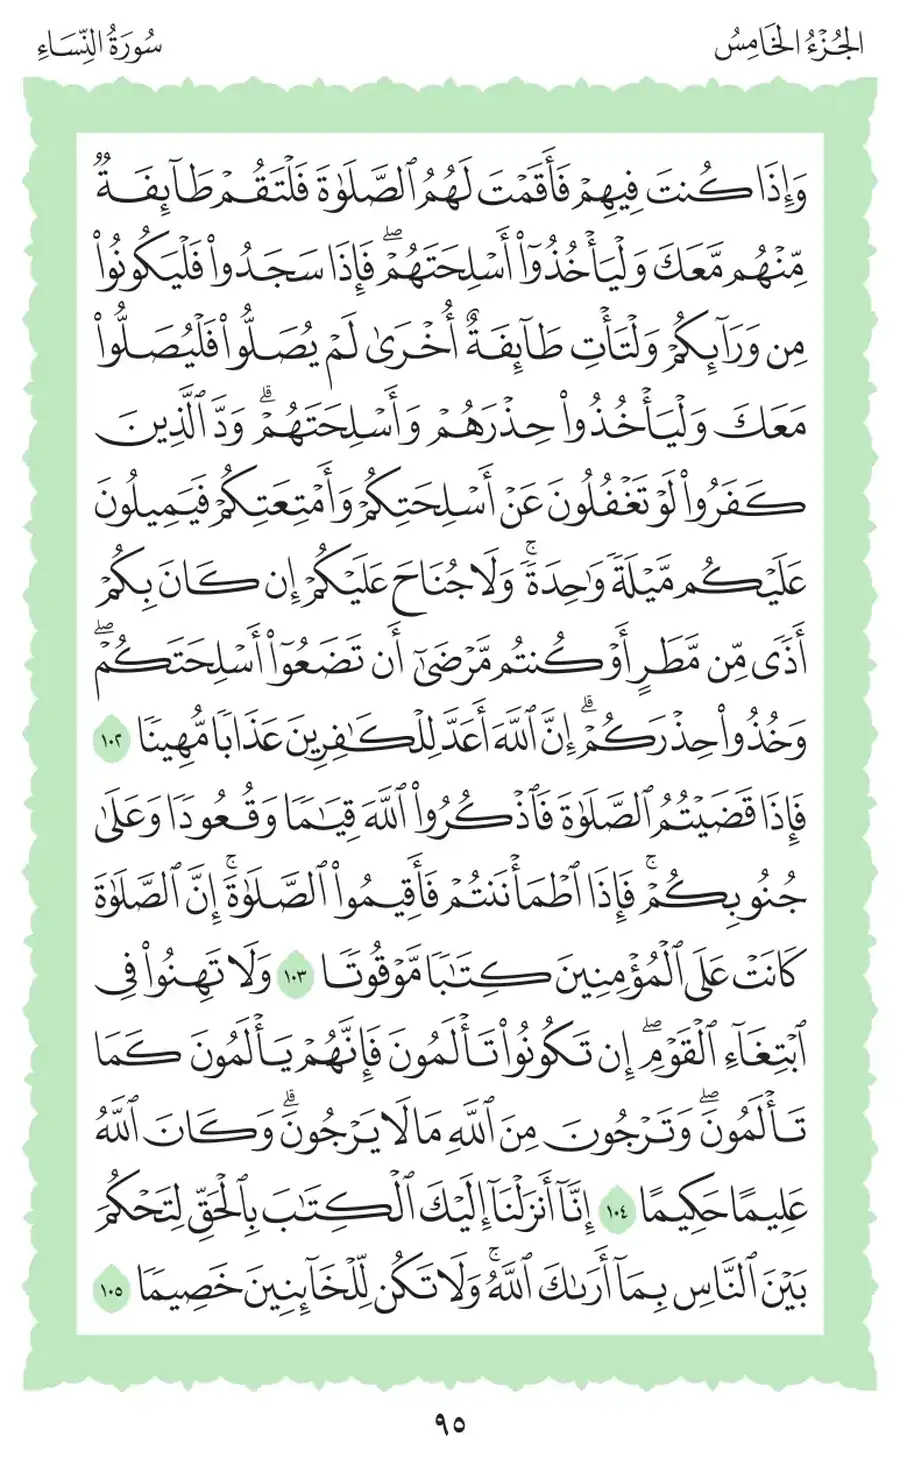 الجُزْءُ الخَامِسُ
سُورَةُ النِّسَاءِ
وَإِذَا كُنتَ فِيهِمْ فَأَقَمْتَ لَهُمُ ٱلصَّلَوٰةَ فَلْتَقُمْ طَآئِفَةٌ
مِّنْهُم مَّعَكَ وَلْيَأْخُذُوٓا۟ أَسْلِحَتَهُمْۖ فَإِذَا سَجَدُوا۟ فَلْيَكُونُوا۟
مِن وَرَآئِكُمْ وَلْتَأْتِ طَآئِفَةٌ أُخْرَىٰ لَمْ يُصَلُّوا۟ فَلْيُصَلُّوا۟
مَعَكَ وَلْيَأْخُذُوا۟ حِذْرَهُمْ وَأَسْلِحَتَهُمْۗ وَدَّ ٱلَّذِينَ
كَفَرُوا۟ لَوْ تَغْفُلُونَ عَنْ أَسْلِحَتِكُمْ وَأَمْتِعَتِكُمْ فَيَمِيلُونَ
عَلَيْكُم مَّيْلَةً وَٰحِدَةًۚ وَلَا جُنَاحَ عَلَيْكُمْ إِن كَانَ بِكُمْ
أَذًى مِّن مَّطَرٍ أَوْ كُنتُم مَّرْضَىٰٓ أَن تَضَعُوٓا۟ أَسْلِحَتَكُمْۖ
وَخُذُوا۟ حِذْرَكُمْۗ إِنَّ ٱللَّهَ أَعَدَّ لِلْكَٰفِرِينَ عَذَابًا مُّهِينًا ١٠٢
فَإِذَا قَضَيْتُمُ ٱلصَّلَوٰةَ فَٱذْكُرُوا۟ ٱللَّهَ قِيَٰمًا وَقُعُودًا وَعَلَىٰ
جُنُوبِكُمْۚ فَإِذَا ٱطْمَأْنَنتُمْ فَأَقِيمُوا۟ ٱلصَّلَوٰةَۚ إِنَّ ٱلصَّلَوٰةَ
كَانَتْ عَلَى ٱلْمُؤْمِنِينَ كِتَٰبًا مَّوْقُوتًا ١٠٣ وَلَا تَهِنُوا۟ فِى
ٱبْتِغَآءِ ٱلْقَوْمِۖ إِن تَكُونُوا۟ تَأْلَمُونَ فَإِنَّهُمْ يَأْلَمُونَ كَمَا
تَأْلَمُونَۖ وَتَرْجُونَ مِنَ ٱللَّهِ مَا لَا يَرْجُونَۗ وَكَانَ ٱللَّهُ
عَلِيمًا حَكِيمًا ١٠٤ إِنَّآ أَنزَلْنَآ إِلَيْكَ ٱلْكِتَٰبَ بِٱلْحَقِّ لِتَحْكُمَ
بَيْنَ ٱلنَّاسِ بِمَآ أَرَىٰكَ ٱللَّهُۚ وَلَا تَكُن لِّلْخَآئِنِينَ خَصِيمًا ١٠٥
٩٥